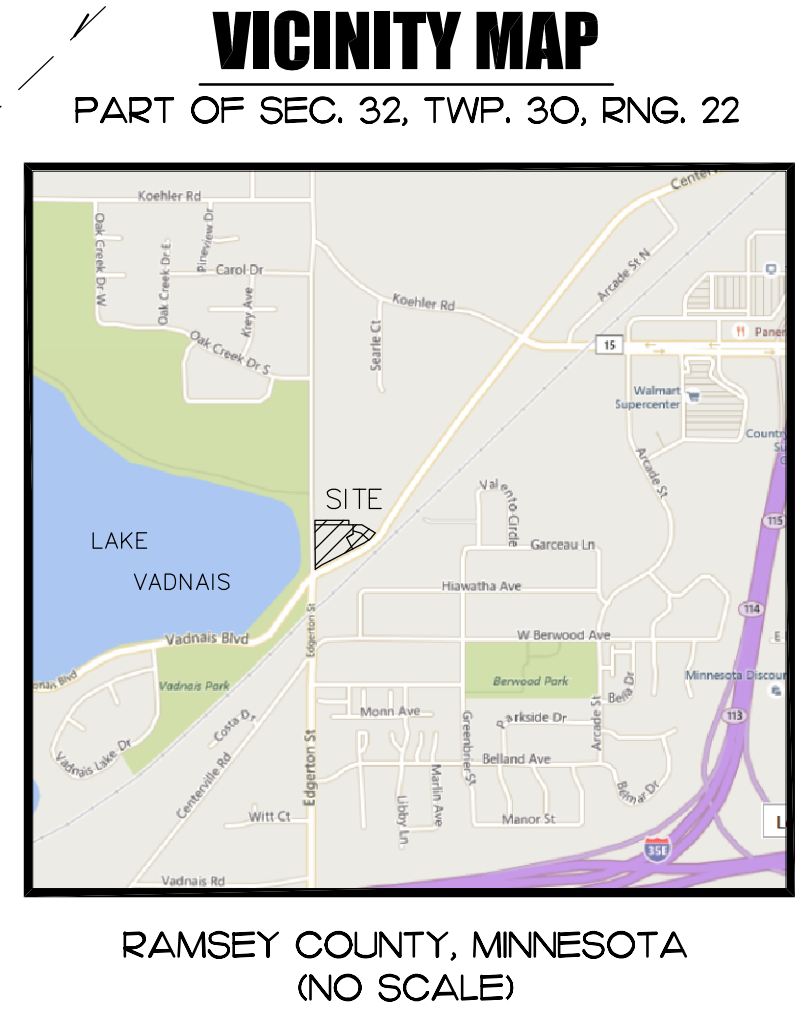 VICINITY MAP
PART OF SEC. 32, TWP. 30, RNG. 22
Koehler Rd
Oak Creek Dr W
Oak Creek Dr E
Pineview Dr
Carol Dr
Krey Ave
Oak Creek Dr S
Searle Ct
Koehler Rd
Arcade St N
15
Walmart
Supercenter
Arcade St
115
SITE
LAKE
VADNAIS
Valento Circle
Garceau Ln
Hiawatha Ave
114
Edgerton St
W Berwood Ave
Vadnais Blvd
Vadnais Park
Berwood Park
Bella Dr
113
Vadnais Lake Dr
Costa Dr
Centerville Rd
Edgerton St
Monn Ave
Greenbrier St
Parkside Dr
Arcade St
Belland Ave
Libby Ln
Marlin Ave
Manor St
Bernar Dr
Witt Ct
Vadnais Rd
35E
RAMSEY COUNTY, MINNESOTA
(NO SCALE)